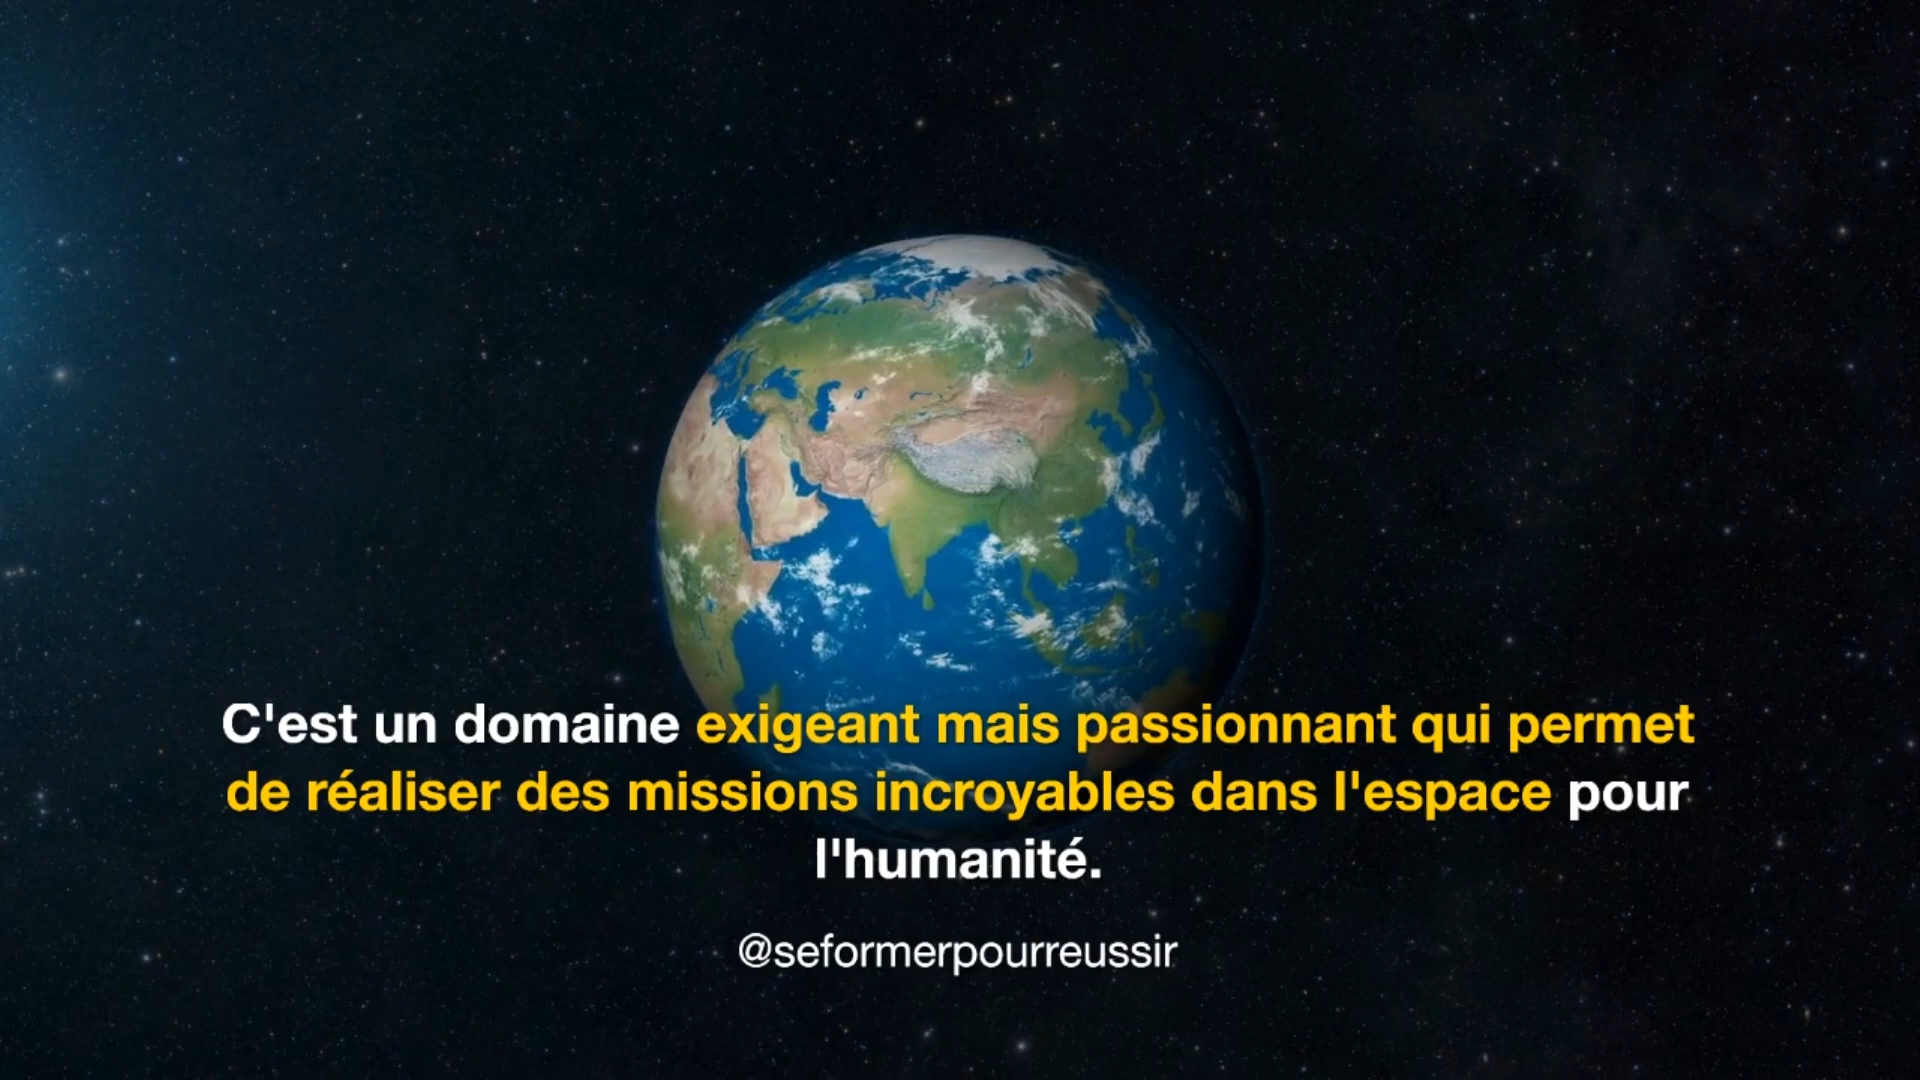 C'est un domaine exigeant mais passionnant qui permet
de réaliser des missions incroyables dans l'espace pour
l'humanité.
@seformerpourreussir